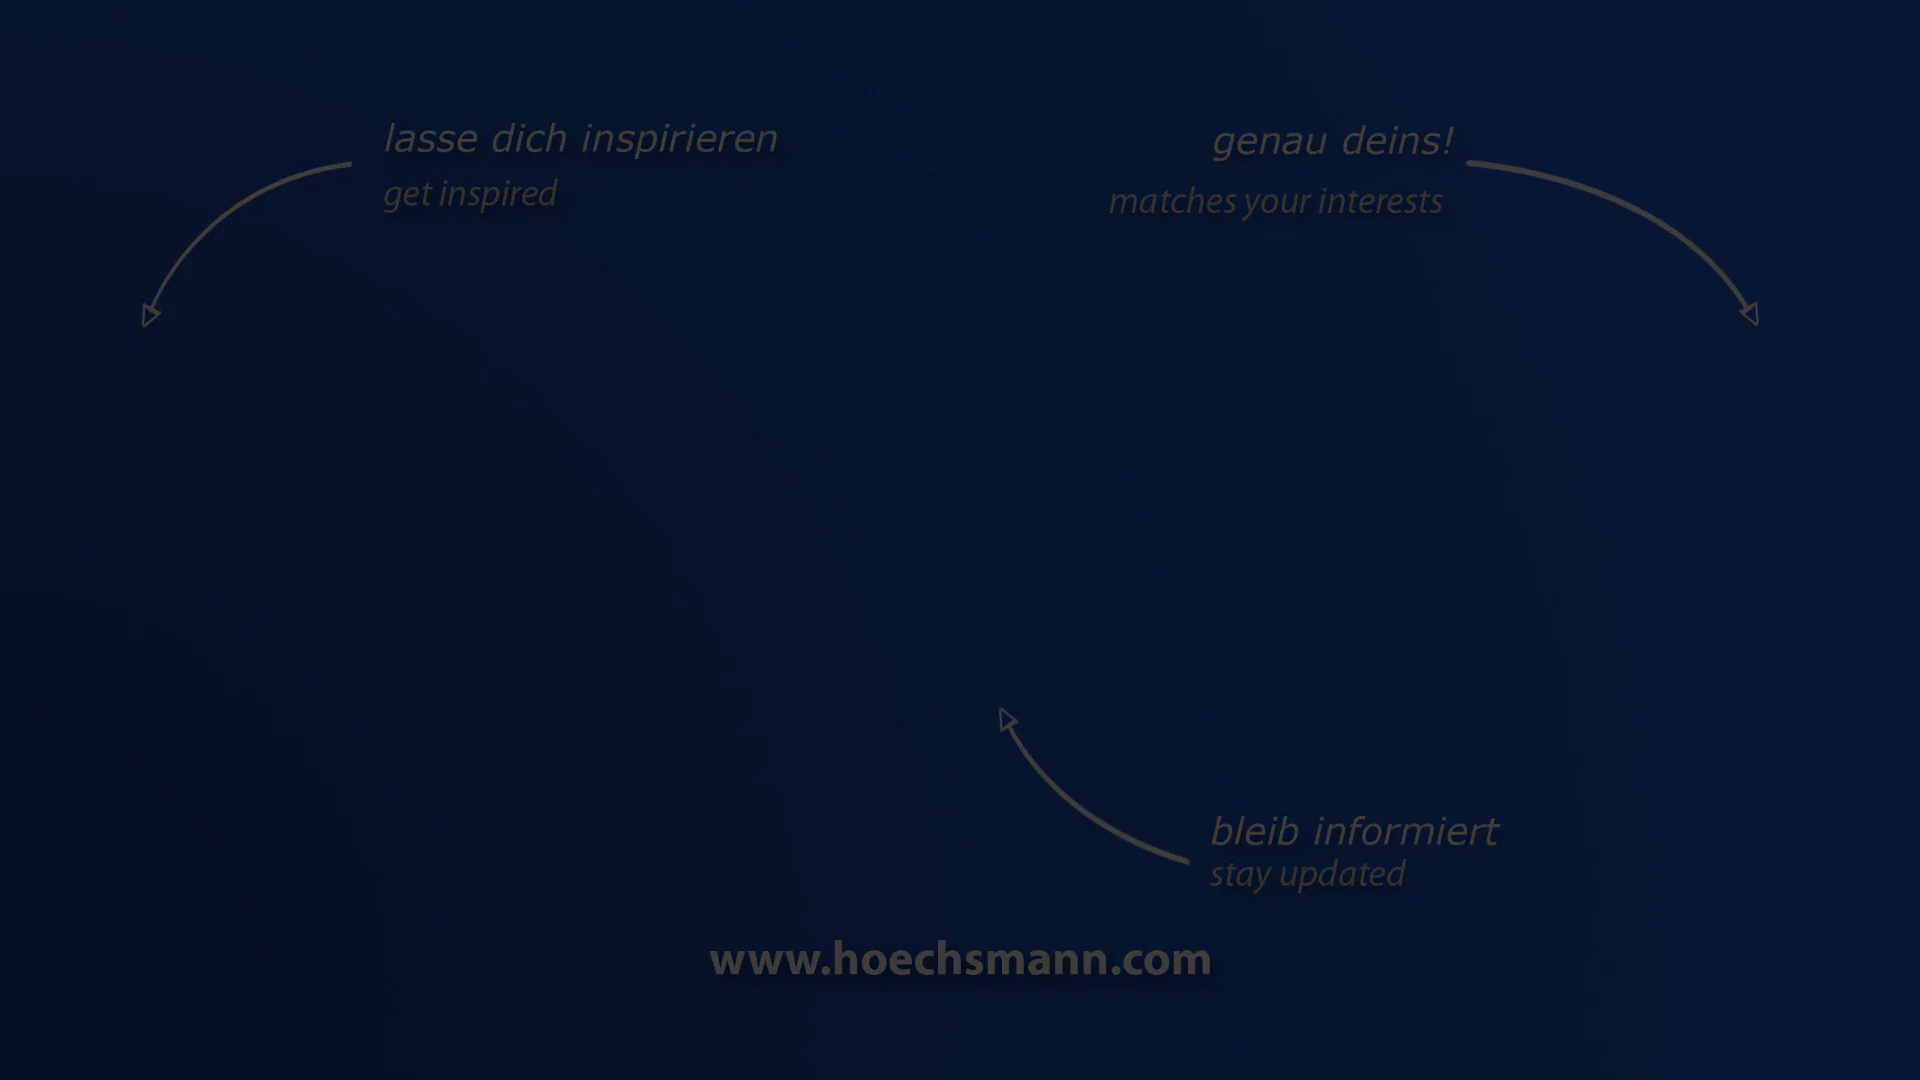 lasse dich inspirieren
get inspired
genau deins!
matches your interests
bleib informiert
stay updated
www.hoechsmann.com